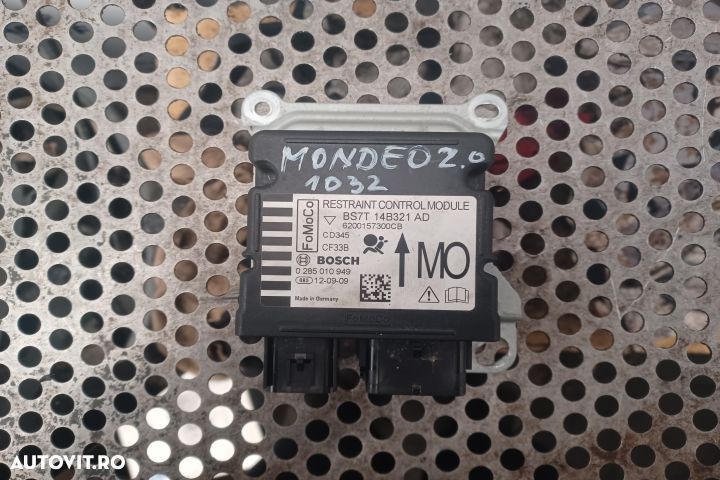 MONDEO 2.0
1032
RESTRAINT CONTROL MODULE
BS7T 14B321 AD
6200157300CB
FoMoCo
CD345
CF33B
BOSCH
0 285 010 949
12-09-09
Made in Germany
MO
FoMoCo
AUTOVIT.RO